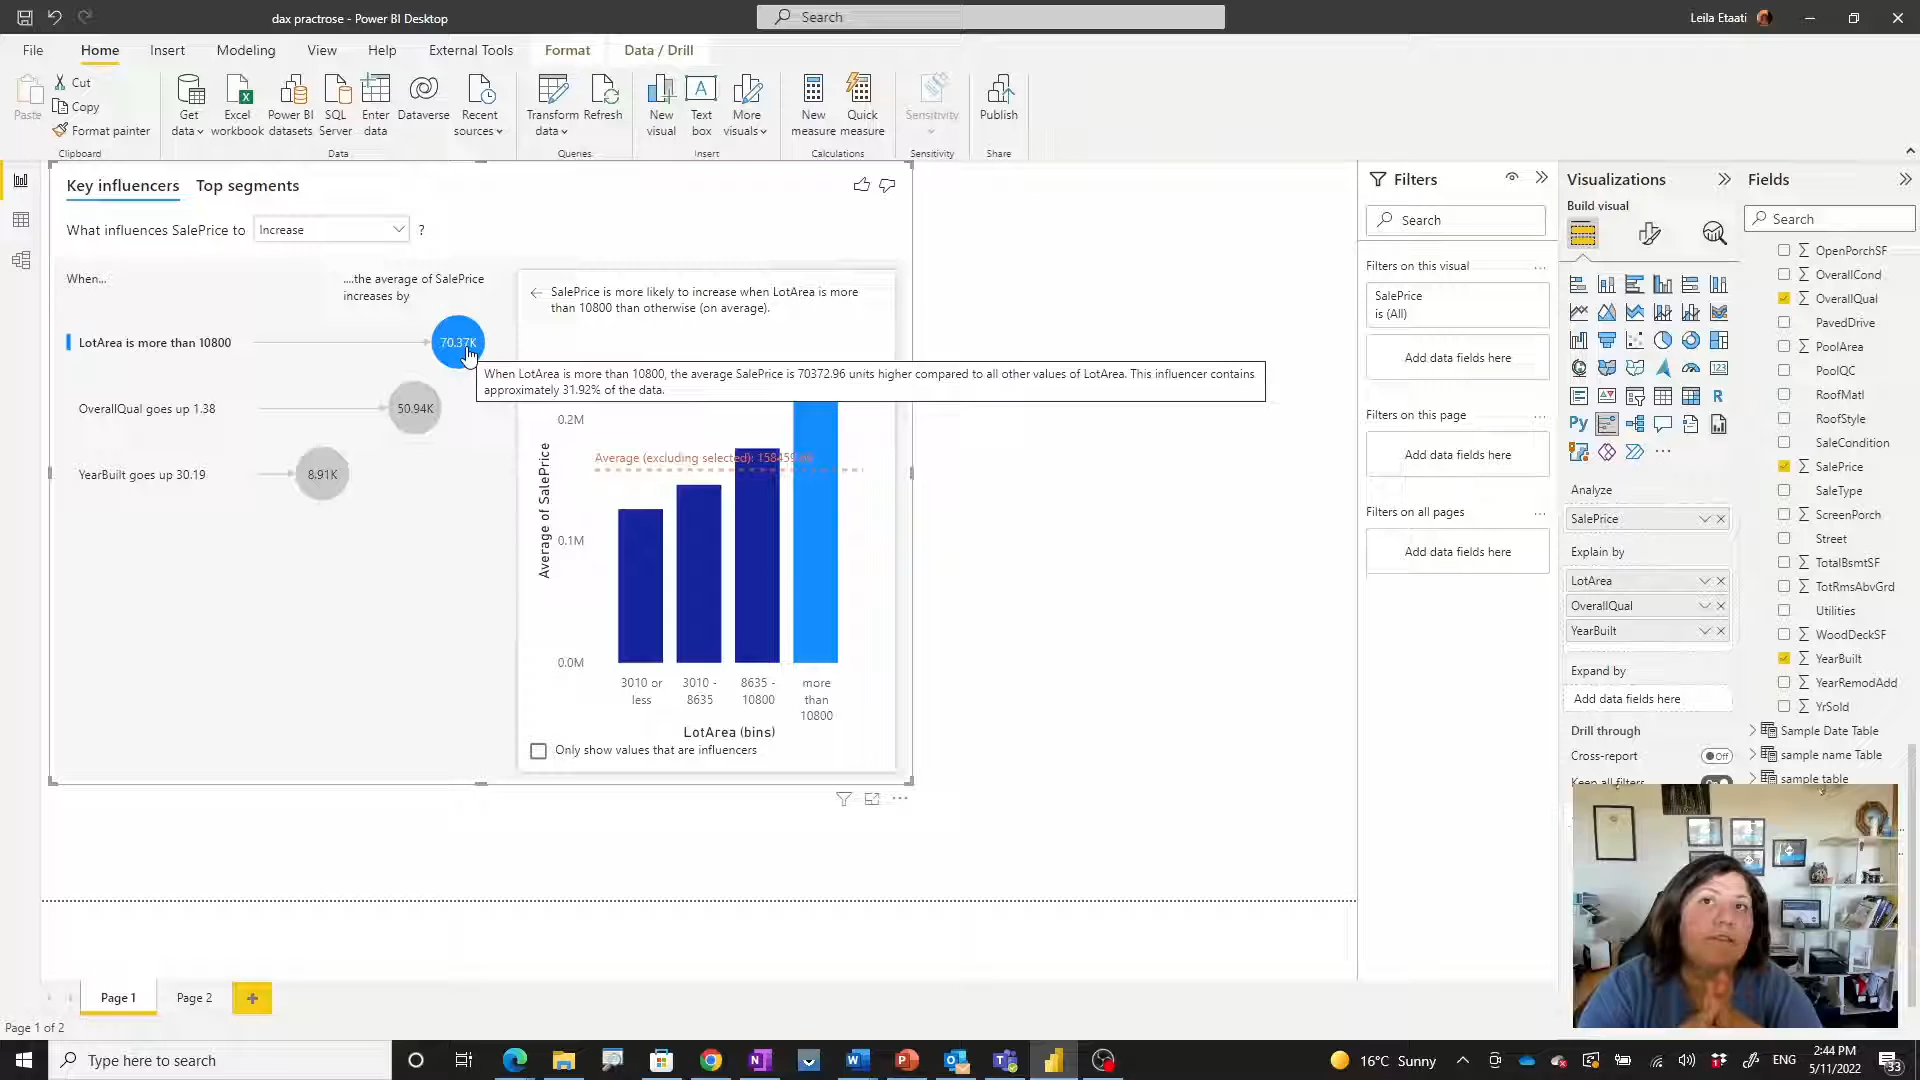 dax practrose - Power BI Desktop
Search
Leila Etaati
File
Home
Insert
Modeling
View
Help
External Tools
Format
Data / Drill
Paste
Cut
Copy
Format painter
Get data
Excel workbook
Power BI datasets
SQL Server
Enter data
Dataverse
Recent sources
Transform data
Refresh
New visual
Text box
More visuals
New measure
Quick measure
Sensitivity
Publish
Clipboard
Data
Queries
Insert
Calculations
Sensitivity
Share
Key influencers
Top segments
What influences SalePrice to
Increase
?
When...
....the average of SalePrice
increases by
LotArea is more than 10800
70.37K
OverallQual goes up 1.38
50.94K
YearBuilt goes up 30.19
8.91K
SalePrice is more likely to increase when LotArea is more
than 10800 than otherwise (on average).
When LotArea is more than 10800, the average SalePrice is 70372.96 units higher compared to all other values of LotArea. This influencer contains
approximately 31.92% of the data.
0.2M
Average (excluding selected):
0.1M
0.0M
Average of SalePrice
3010 or less
3010 - 8635
8635 - 10800
more than 10800
LotArea (bins)
Only show values that are influencers
Filters
Search
Filters on this visual
SalePrice
is (All)
Add data fields here
Filters on this page
Add data fields here
Filters on all pages
Add data fields here
Visualizations
Build visual
R
Py
123
Analyze
SalePrice
Explain by
LotArea
OverallQual
YearBuilt
Expand by
Add data fields here
Drill through
Cross-report
Off
Keep all filters
Fields
Search
OpenPorchSF
OverallCond
OverallQual
PavedDrive
PoolArea
PoolQC
RoofMatl
RoofStyle
SaleCondition
SalePrice
SaleType
ScreenPorch
Street
TotalBsmtSF
TotRmsAbvGrd
Utilities
WoodDeckSF
YearBuilt
YearRemodAdd
YrSold
Sample Date Table
sample name Table
sample table
Page 1
Page 2
Page 1 of 2
Type here to search
16°C Sunny
ENG
2:44 PM
5/11/2022
33